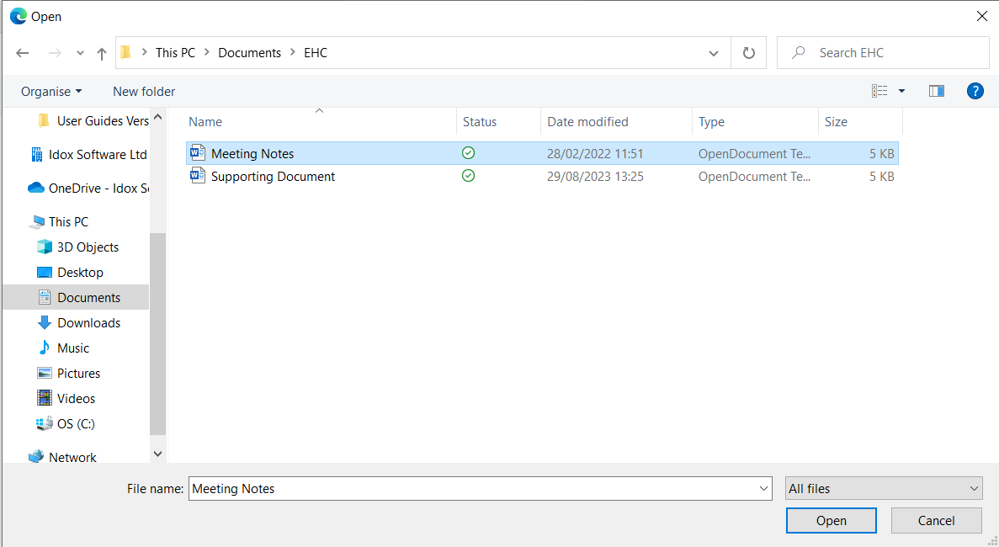 Open
This PC Documents EHC Search EHC
Organise New folder ?
Name Status Date modified Type Size
Meeting Notes 28/02/2022 11:51 OpenDocument Te... 5 KB
Supporting Document 29/08/2023 13:25 OpenDocument Te... 5 KB
User Guides Vers
Idox Software Ltd
OneDrive - Idox So
This PC
3D Objects
Desktop
Documents
Downloads
Music
Pictures
Videos
OS (C:)
Network
File name: Meeting Notes All files
Open Cancel